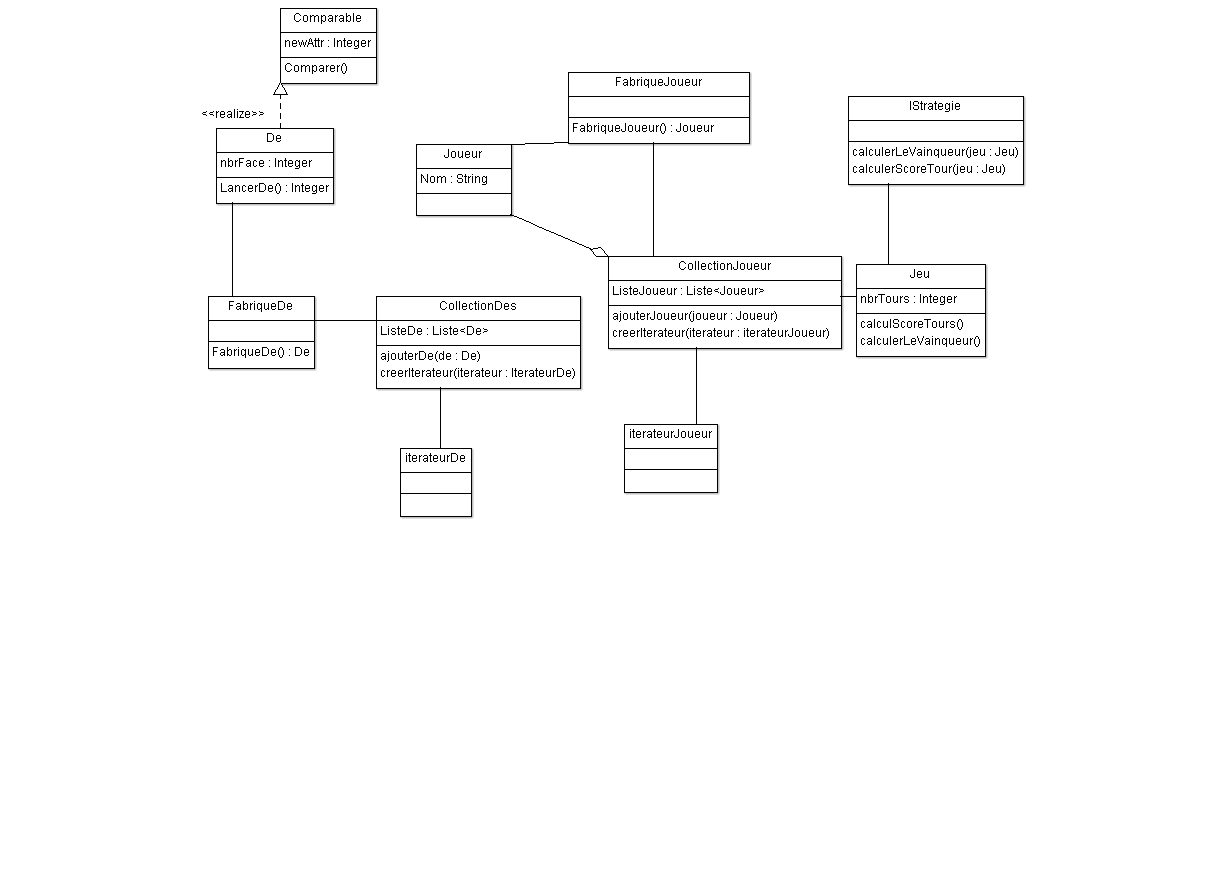 Comparable
newAttr : Integer
Comparer()
<<realize>>
De
nbrFace : Integer
LancerDe() : Integer
FabriqueJoueur
FabriqueJoueur() : Joueur
Joueur
Nom : String
IStrategie
calculerLeVainqueur(jeu : Jeu)
calculerScoreTour(jeu : Jeu)
CollectionJoueur
ListeJoueur : Liste<Joueur>
ajouterJoueur(joueur : Joueur)
creerIterateur(iterateur : iterateurJoueur)
Jeu
nbrTours : Integer
calculScoreTours()
calculerLeVainqueur()
FabriqueDe
FabriqueDe() : De
CollectionDes
ListeDe : Liste<De>
ajouterDe(de : De)
creerIterateur(iterateur : IterateurDe)
iterateurDe
iterateurJoueur